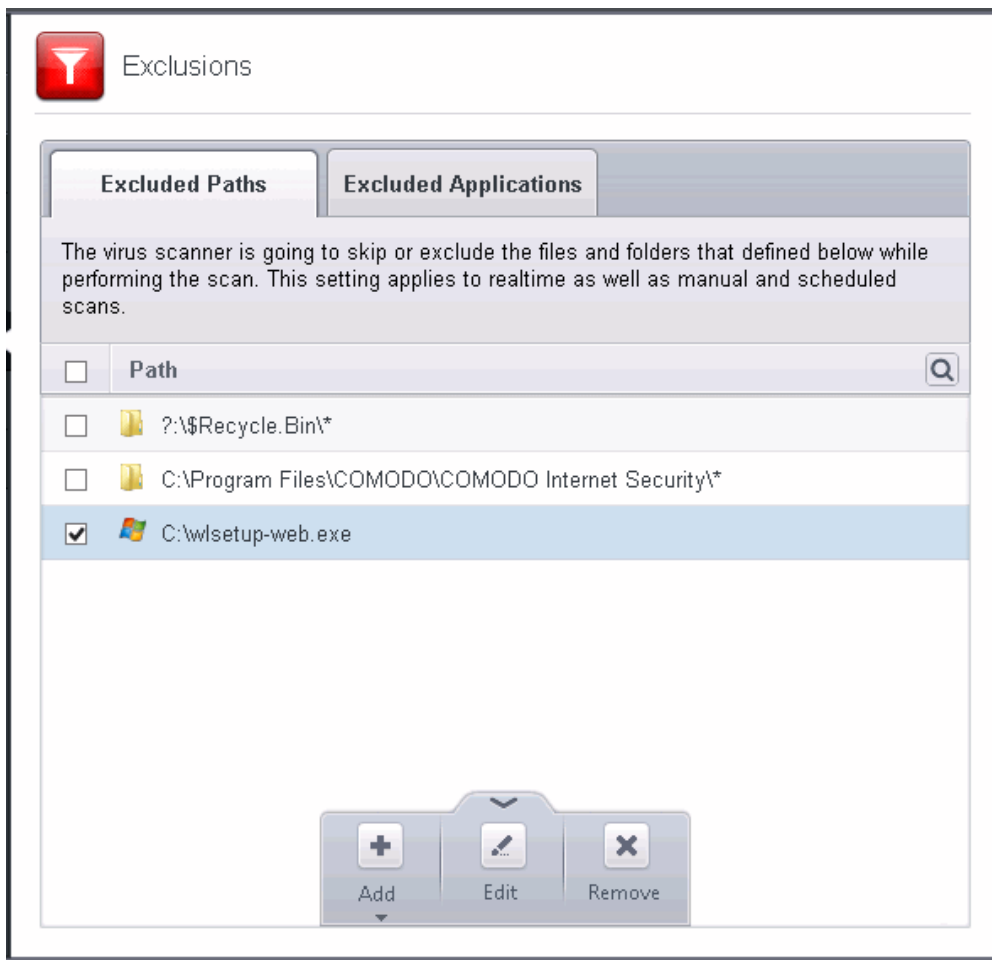 Exclusions
Excluded Paths
Excluded Applications
The virus scanner is going to skip or exclude the files and folders that defined below while
performing the scan. This setting applies to realtime as well as manual and scheduled
scans.
Path
?:\$Recycle.Bin\*
C:\Program Files\COMODO\COMODO Internet Security\*
C:\wlsetup-web.exe
Add
Edit
Remove